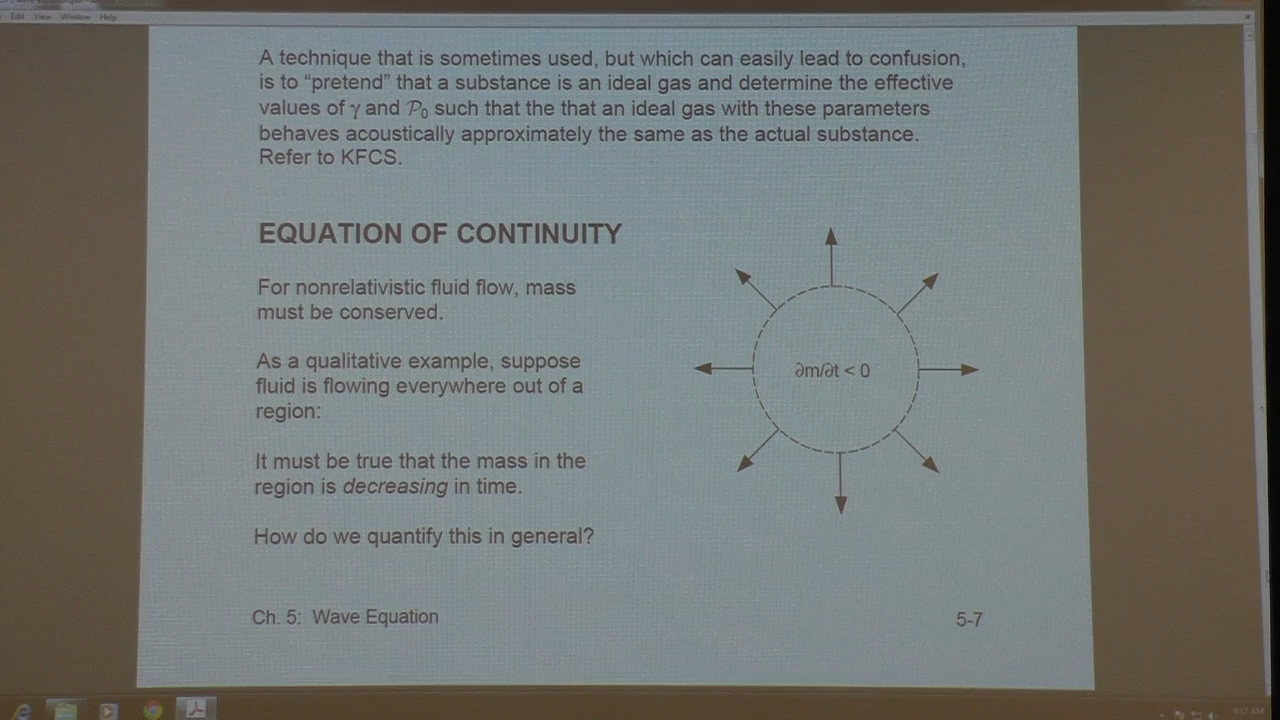 Edit View Window Help
A technique that is sometimes used, but which can easily lead to confusion,
is to “pretend” that a substance is an ideal gas and determine the effective
values of γ and 𝒫₀ such that the that an ideal gas with these parameters
behaves acoustically approximately the same as the actual substance.
Refer to KFCS.
EQUATION OF CONTINUITY
For nonrelativistic fluid flow, mass
must be conserved.
As a qualitative example, suppose
fluid is flowing everywhere out of a
region:
It must be true that the mass in the
region is decreasing in time.
How do we quantify this in general?
∂m/∂t < 0
Ch. 5: Wave Equation
5-7